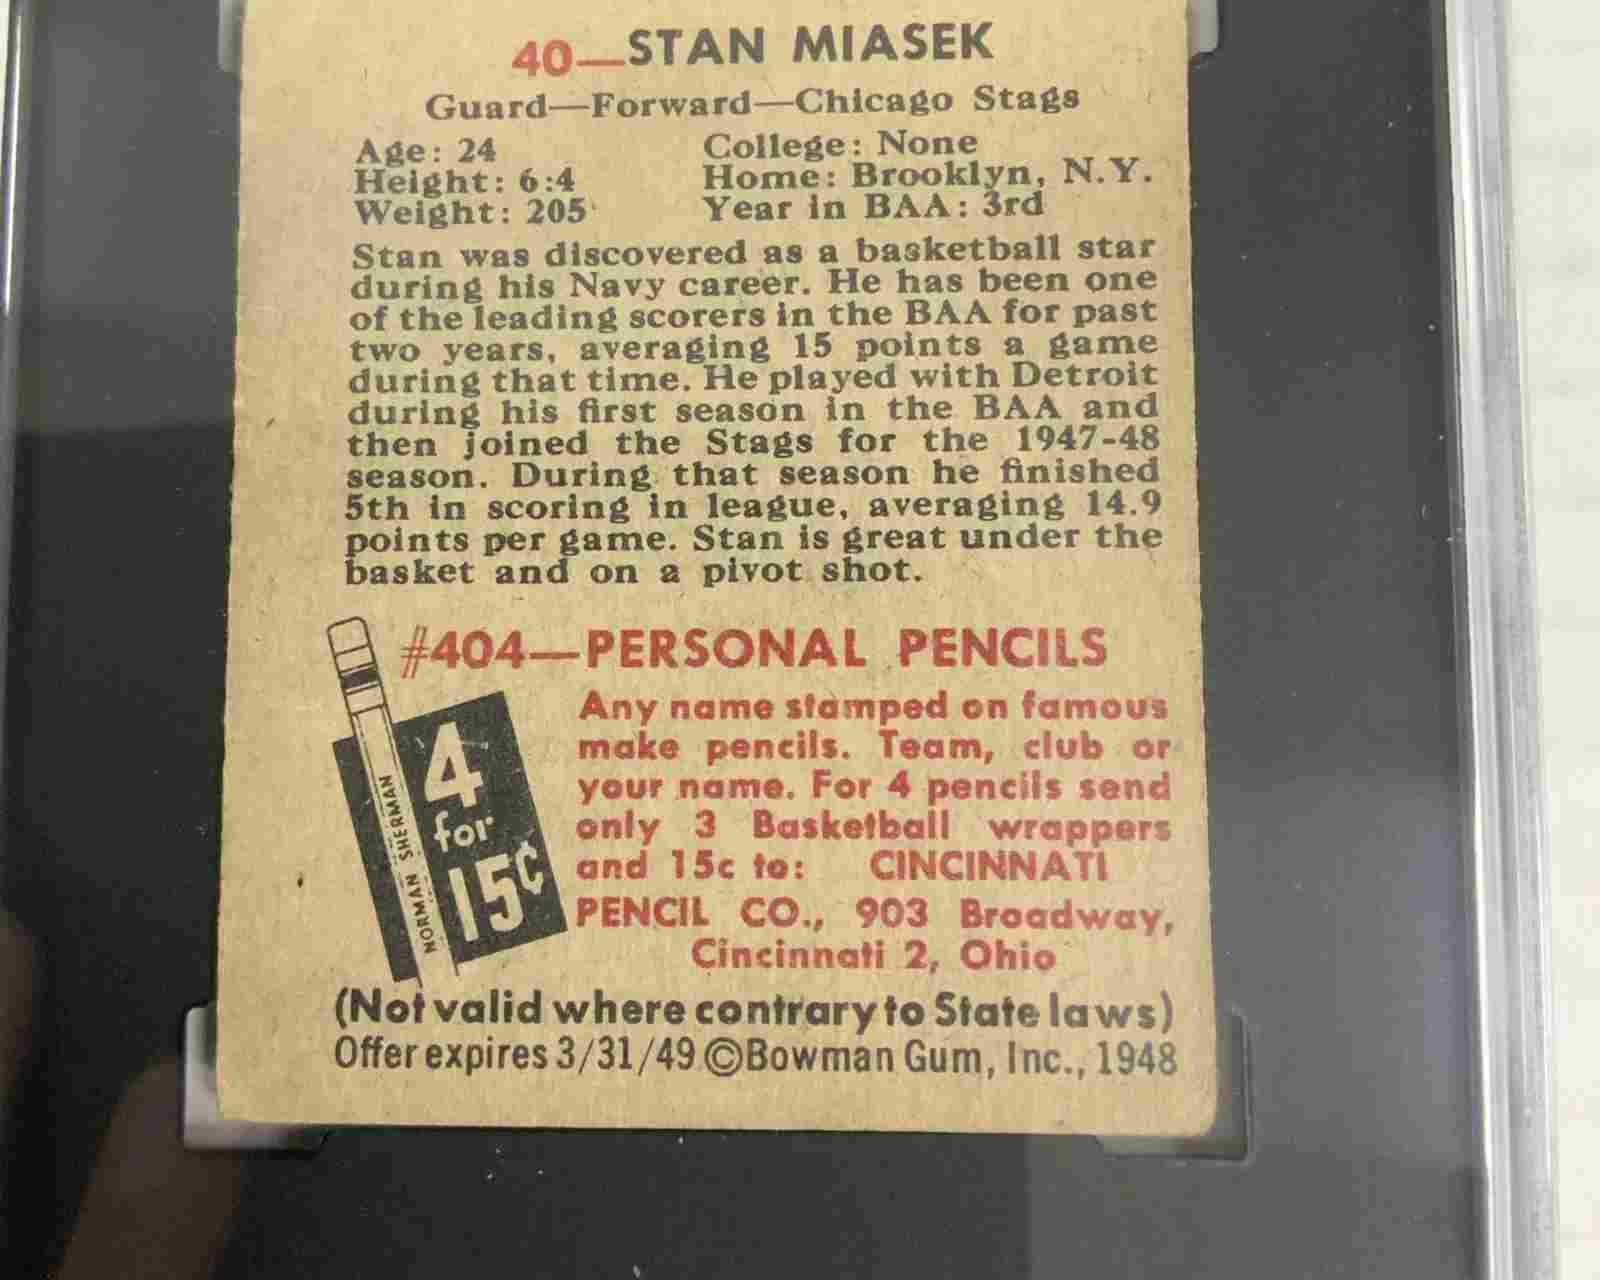 40—STAN MIASEK
Guard—Forward—Chicago Stags
Age: 24 College: None
Height: 6:4 Home: Brooklyn, N.Y.
Weight: 205 Year in BAA: 3rd
Stan was discovered as a basketball star
during his Navy career. He has been one
of the leading scorers in the BAA for past
two years, averaging 15 points a game
during that time. He played with Detroit
during his first season in the BAA and
then joined the Stags for the 1947-48
season. During that season he finished
5th in scoring in league, averaging 14.9
points per game. Stan is great under the
basket and on a pivot shot.
#404—PERSONAL PENCILS
4
for
15¢
NORMAN SHERMAN
Any name stamped on famous
make pencils. Team, club or
your name. For 4 pencils send
only 3 Basketball wrappers
and 15c to: CINCINNATI
PENCIL CO., 903 Broadway,
Cincinnati 2, Ohio
(Not valid where contrary to State laws)
Offer expires 3/31/49 ©Bowman Gum, Inc., 1948